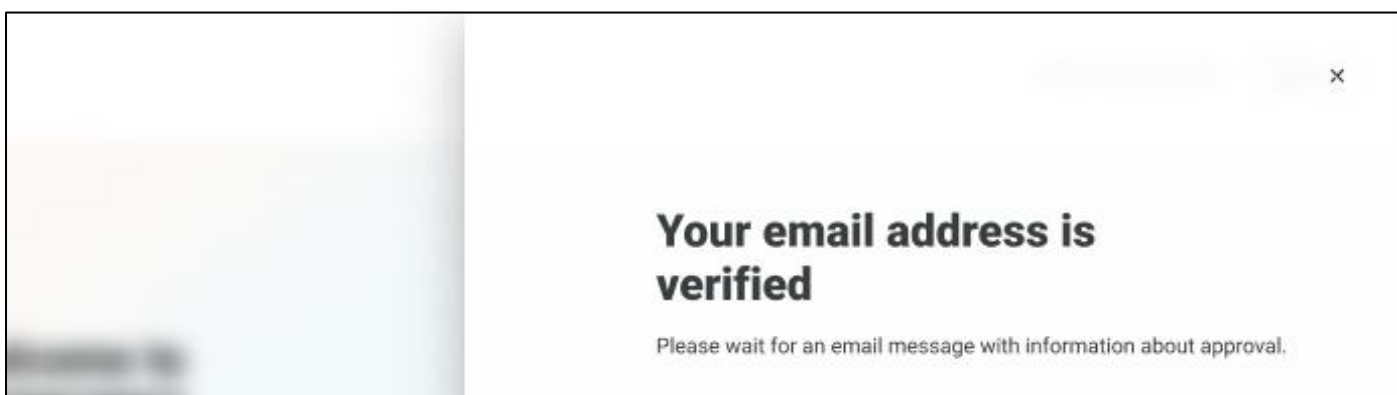 Your email address is
verified
Please wait for an email message with information about approval.